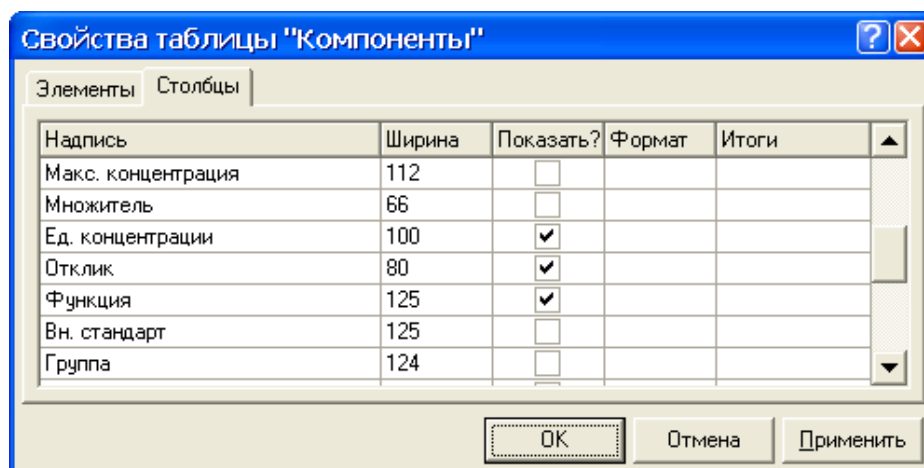 Свойства таблицы "Компоненты"
Элементы Столбцы
Надпись Ширина Показать? Формат Итоги
Макс. концентрация 112
Множитель 66
Ед. концентрации 100
Отклик 80
Функция 125
Вн. стандарт 125
Группа 124
OK Отмена Применить